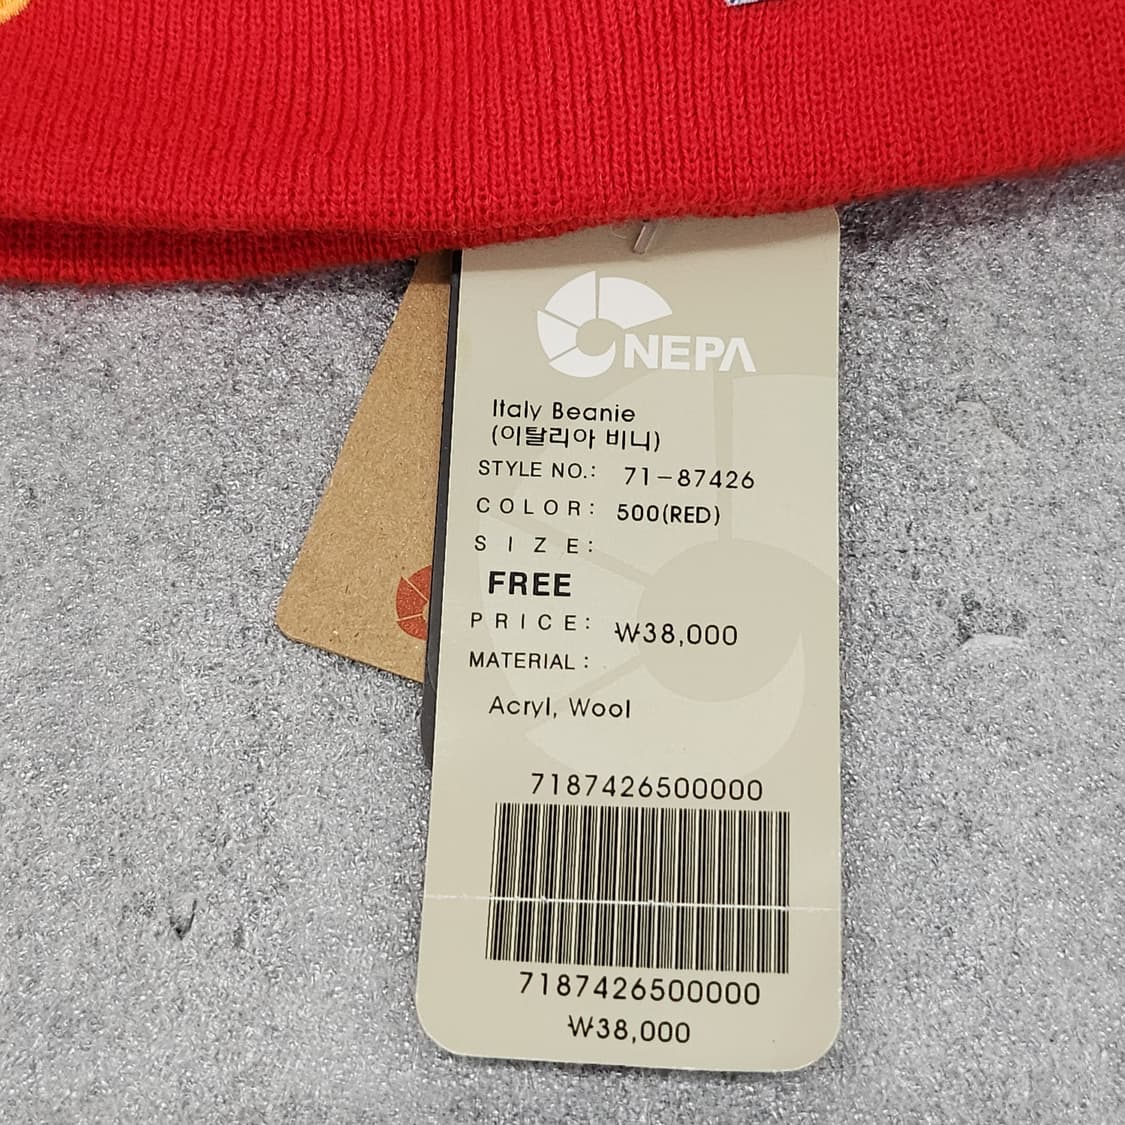 NEPA
Italy Beanie
(이탈리아 비니)
STYLE NO.: 71-87426
COLOR: 500(RED)
SIZE:
FREE
PRICE: ₩38,000
MATERIAL :
Acryl, Wool
7187426500000
7187426500000
₩38,000